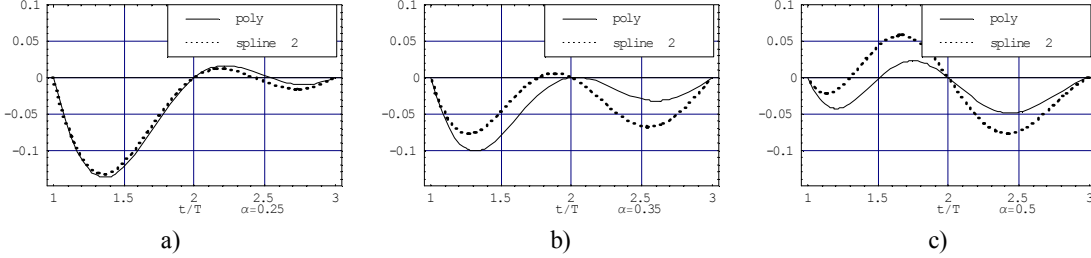 0.1
0.05
0
-0.05
-0.1
poly
spline 2
1 1.5 2 2.5 3
t/T α=0.25
a)
0.1
0.05
0
-0.05
-0.1
poly
spline 2
1 1.5 2 2.5 3
t/T α=0.35
b)
0.1
0.05
0
-0.05
-0.1
poly
spline 2
1 1.5 2 2.5 3
t/T α=0.5
c)